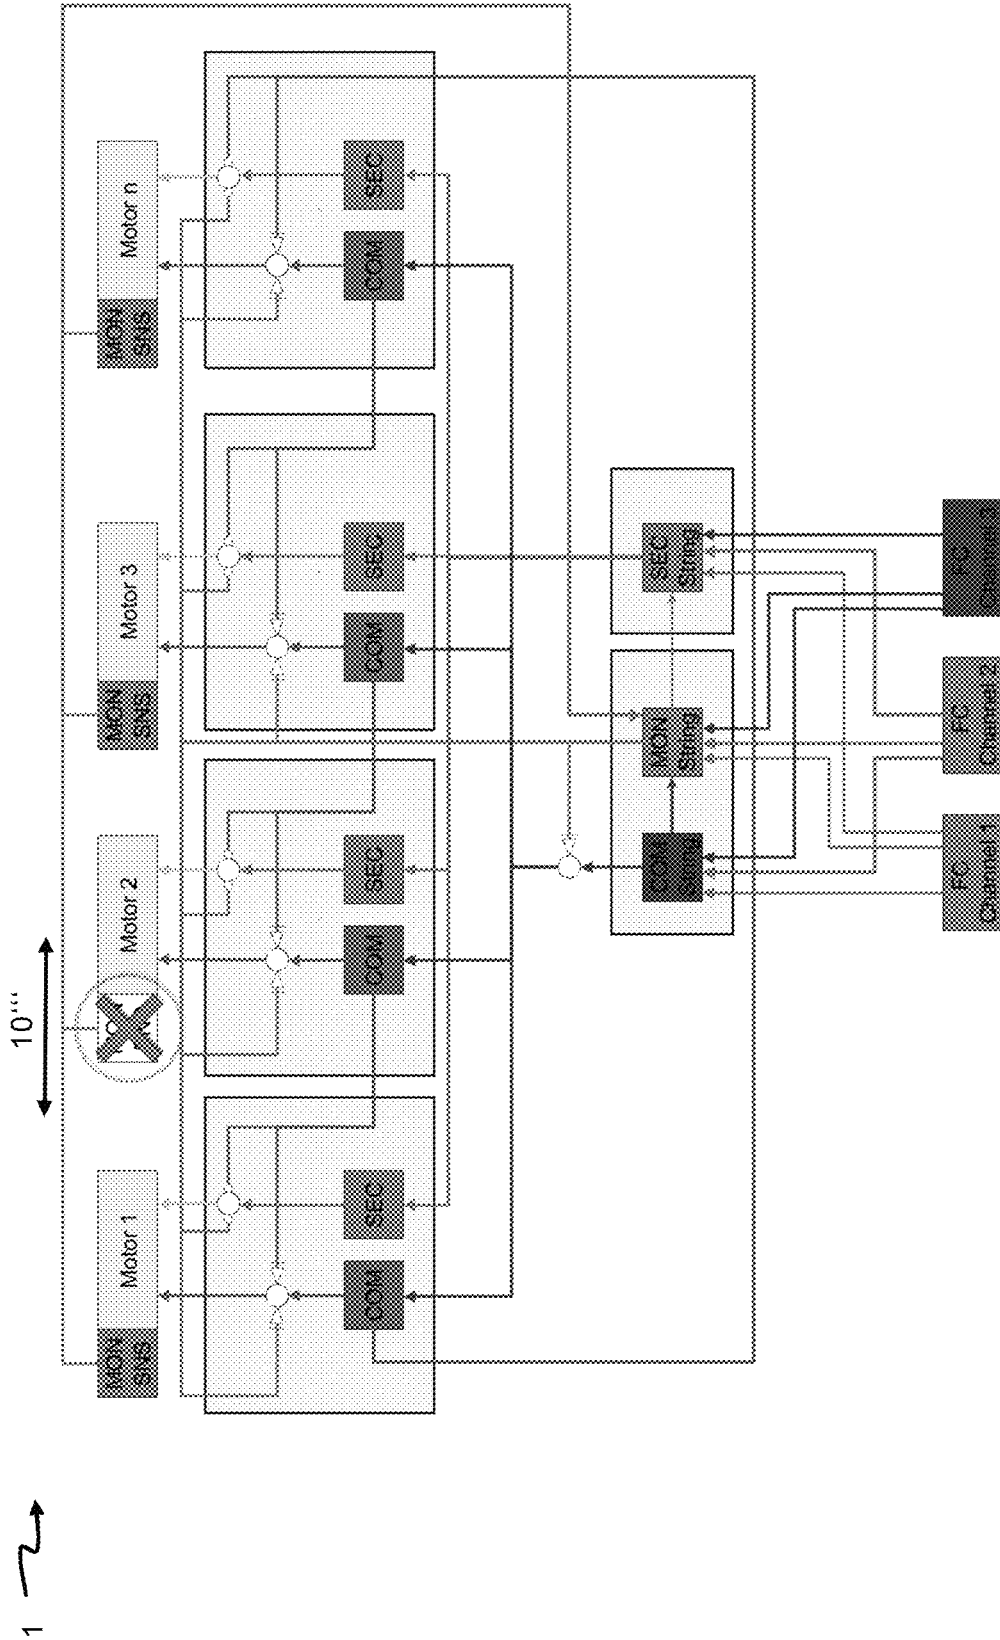 1
10‘‘‘
MON
SNS
Motor 1
Motor 2
MON
SNS
Motor 3
MON
SNS
Motor n
COM
SEC
COM
SEC
COM
SEC
COM
SEC
COM
String
MON
String
SEC
String
FC
Channel 1
FC
Channel 2
FC
Channel 3